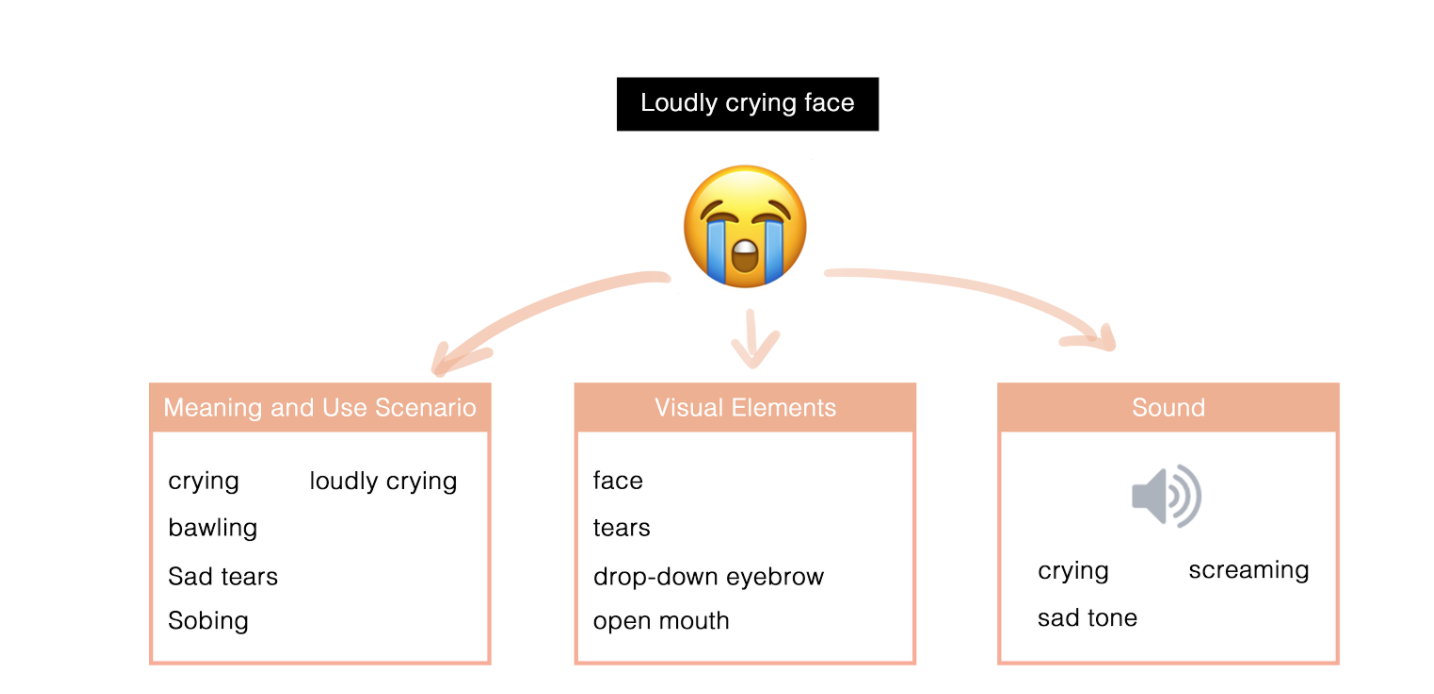 Loudly crying face
Meaning and Use Scenario
crying loudly crying
bawling
Sad tears
Sobing
Visual Elements
face
tears
drop-down eyebrow
open mouth
Sound
crying screaming
sad tone